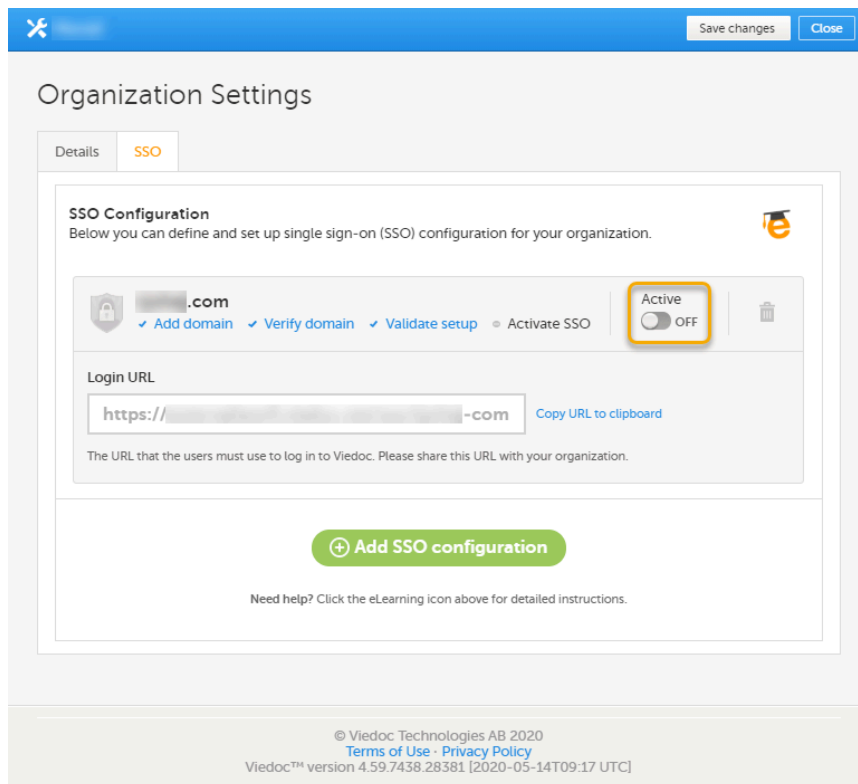 Save changes Close
Organization Settings
Details SSO
SSO Configuration
Below you can define and set up single sign-on (SSO) configuration for your organization.
e
.com
Active
Add domain Verify domain Validate setup Activate SSO
OFF
Login URL
https:// -com Copy URL to clipboard
The URL that the users must use to log in to Viedoc. Please share this URL with your organization.
Add SSO configuration
Need help? Click the eLearning icon above for detailed instructions.
© Viedoc Technologies AB 2020
Terms of Use · Privacy Policy
Viedoc™ version 4.59.7438.28381 [2020-05-14T09:17 UTC]